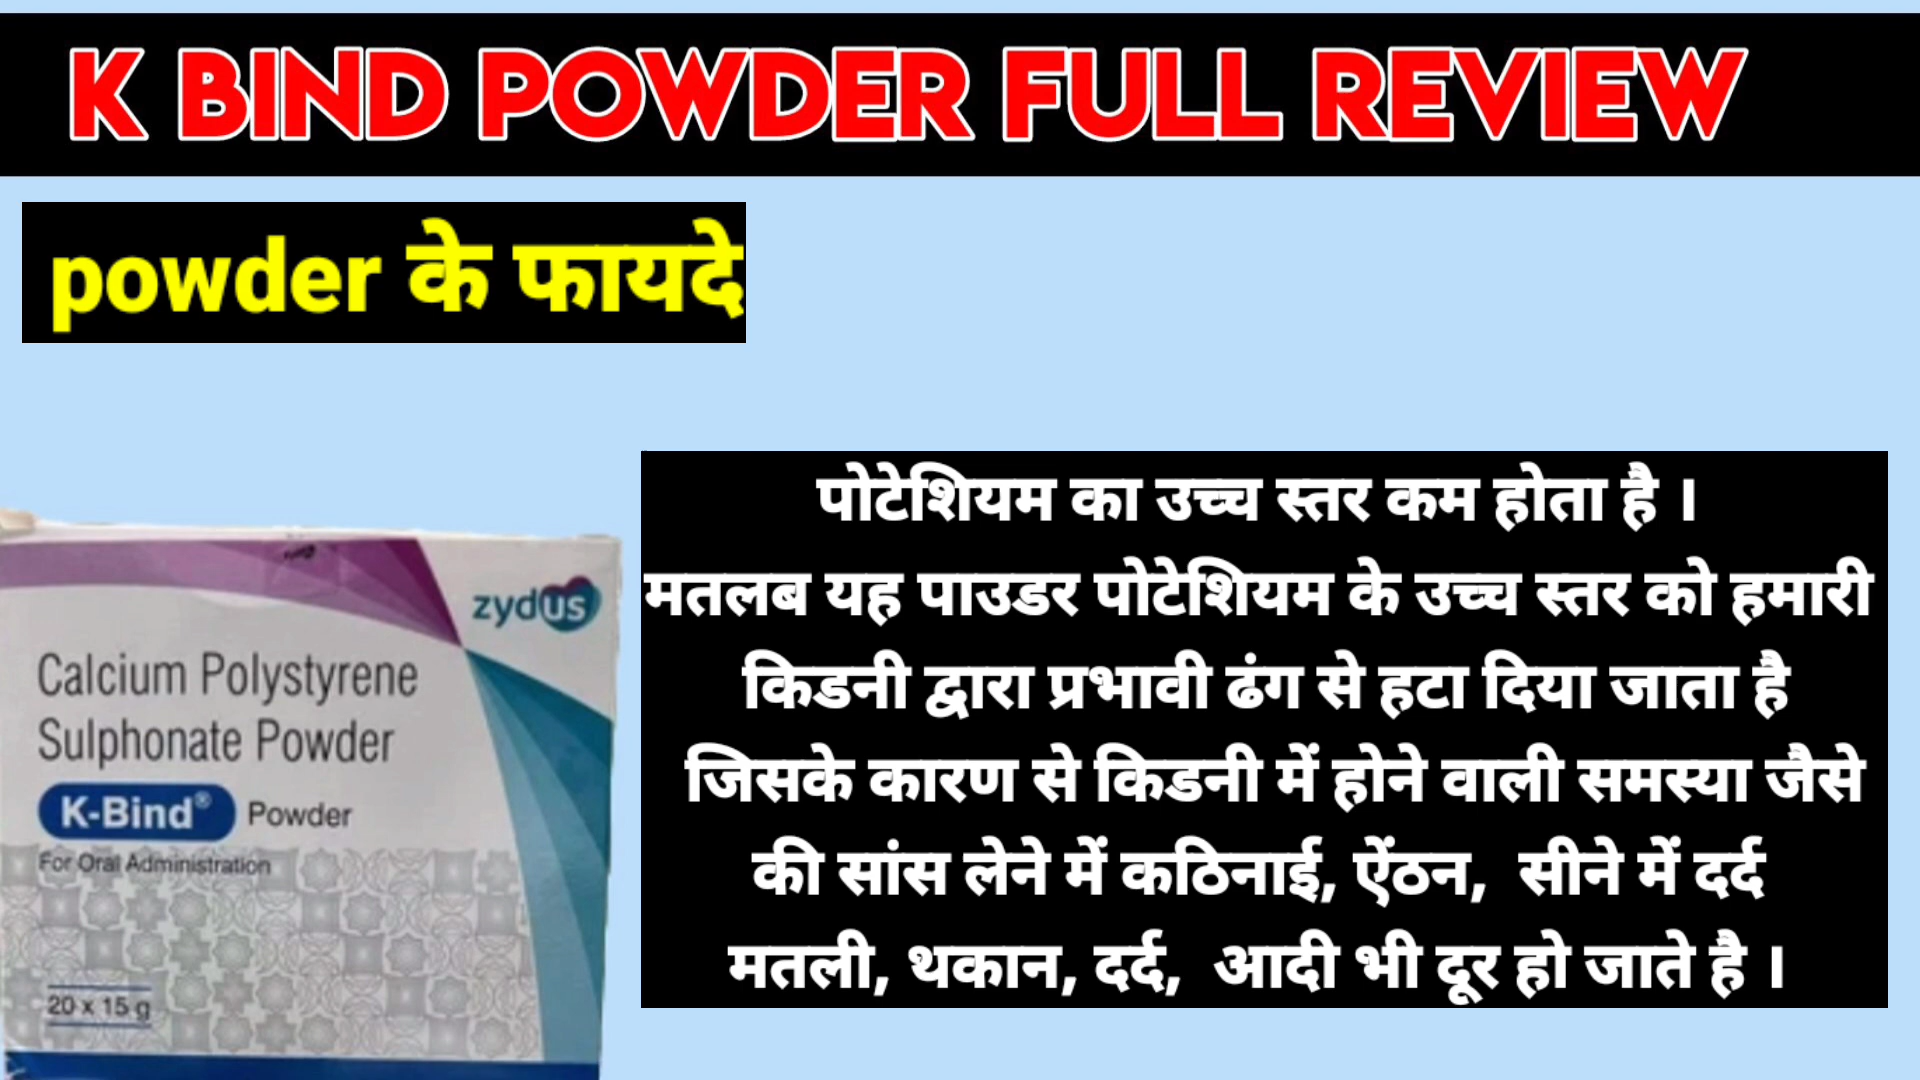 K BIND POWDER FULL REVIEW
powder के फायदे
पोटेशियम का उच्च स्तर कम होता है ।
मतलब यह पाउडर पोटेशियम के उच्च स्तर को हमारी
किडनी द्वारा प्रभावी ढंग से हटा दिया जाता है
जिसके कारण से किडनी में होने वाली समस्या जैसे
की सांस लेने में कठिनाई, ऐंठन, सीने में दर्द
मतली, थकान, दर्द, आदी भी दूर हो जाते है ।
zydus
Calcium Polystyrene
Sulphonate Powder
K-Bind® Powder
For Oral Administration
20 x 15 g